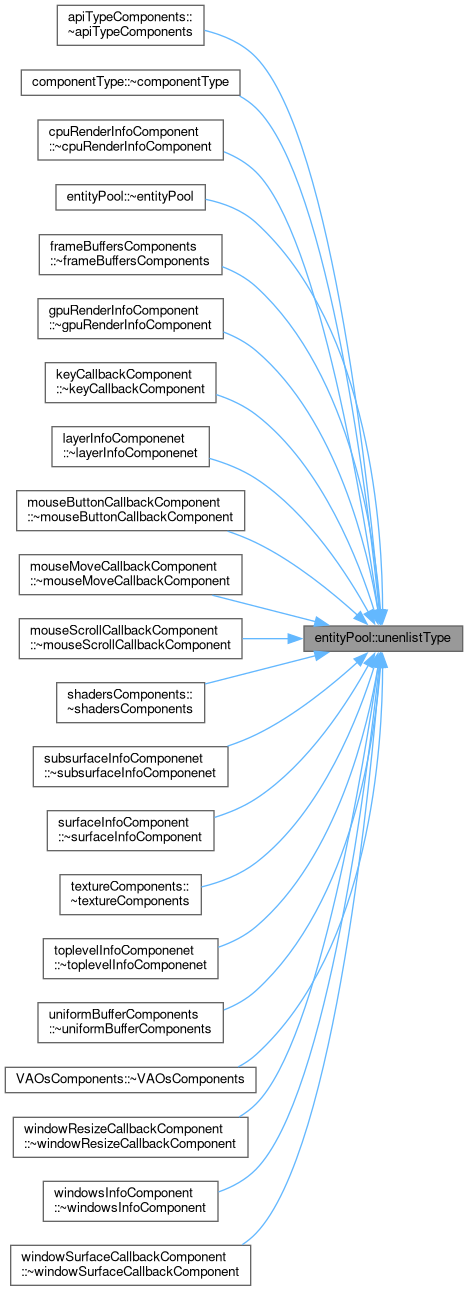 apiTypeComponents::
~apiTypeComponents
componentType::~componentType
cpuRenderInfoComponent
::~cpuRenderInfoComponent
entityPool::~entityPool
frameBuffersComponents
::~frameBuffersComponents
gpuRenderInfoComponent
::~gpuRenderInfoComponent
keyCallbackComponent
::~keyCallbackComponent
layerInfoComponenet
::~layerInfoComponenet
mouseButtonCallbackComponent
::~mouseButtonCallbackComponent
mouseMoveCallbackComponent
::~mouseMoveCallbackComponent
mouseScrollCallbackComponent
::~mouseScrollCallbackComponent
entityPool::unenlistType
shadersComponents::
~shadersComponents
subsurfaceInfoComponenet
::~subsurfaceInfoComponenet
surfaceInfoComponent
::~surfaceInfoComponent
textureComponents::
~textureComponents
toplevelInfoComponenet
::~toplevelInfoComponenet
uniformBufferComponents
::~uniformBufferComponents
VAOsComponents::~VAOsComponents
windowResizeCallbackComponent
::~windowResizeCallbackComponent
windowsInfoComponent
::~windowsInfoComponent
windowSurfaceCallbackComponent
::~windowSurfaceCallbackComponent